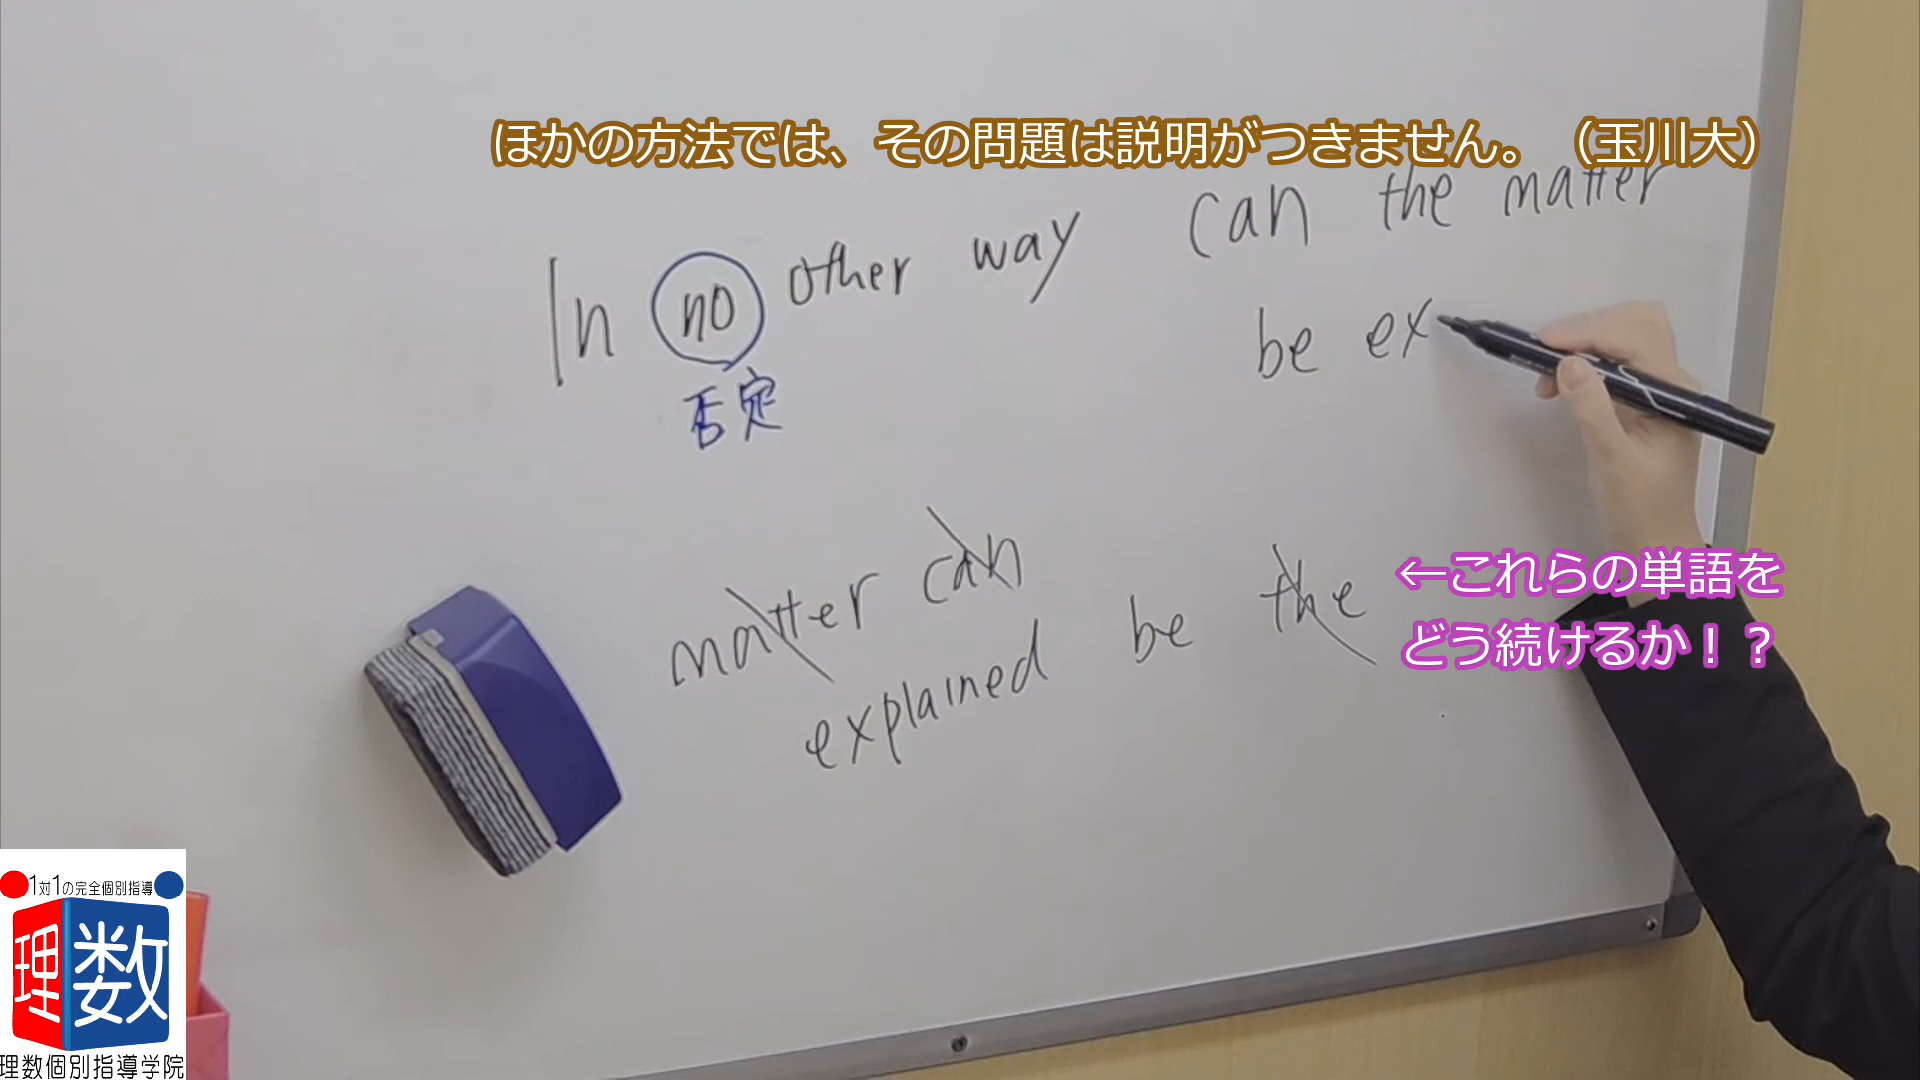 ほかの方法では、その問題は説明がつきません。（玉川大）
In no other way can the matter
be ex
否定
matter can
explained be the
←これらの単語を
どう続けるか！？
1対1の完全個別指導
理数
理数個別指導学院